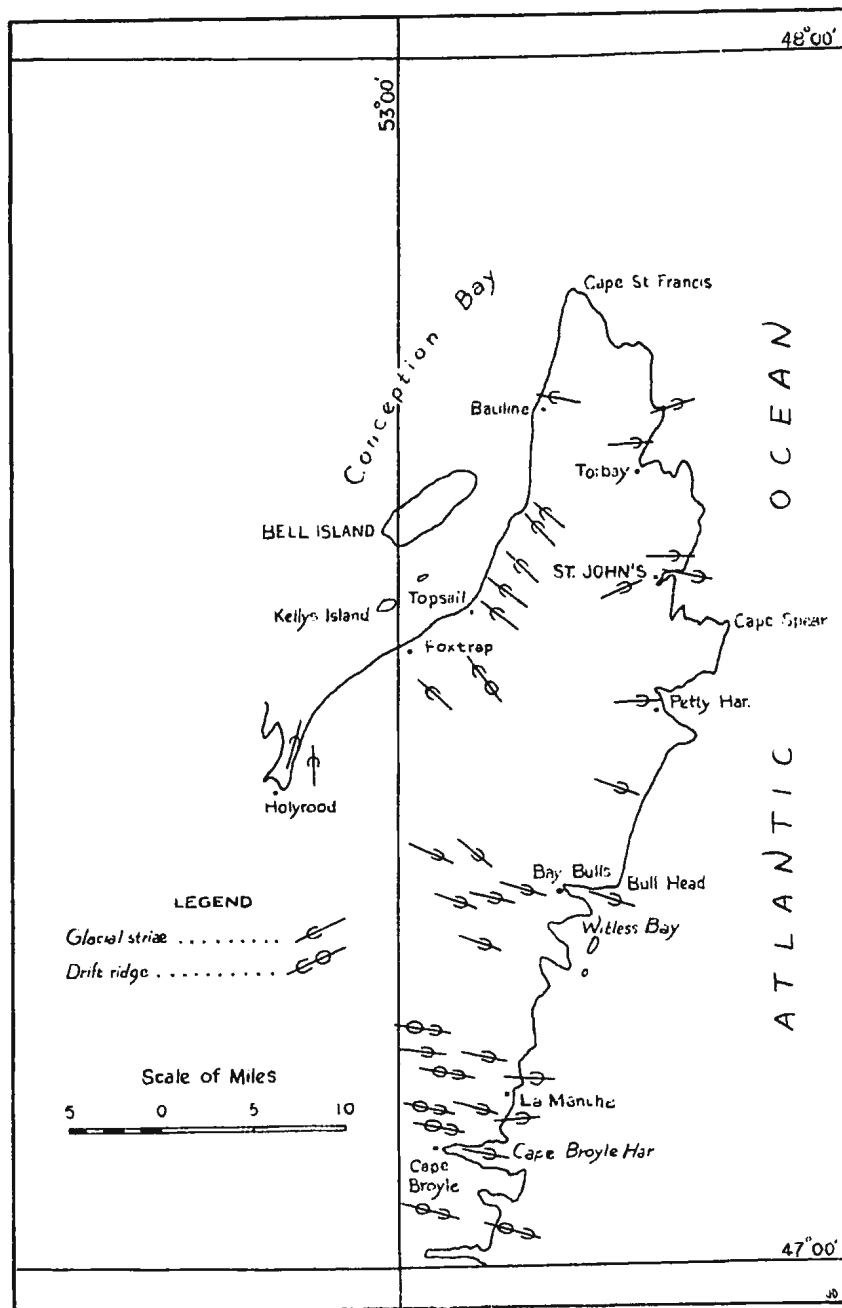 48°00'
53°00'
Cape St Francis
Conception Bay
OCEAN
Bauline
Torbay
BELL ISLAND
ST. JOHN'S
Topsail
Kellys Island
Cape Spear
Foxtrap
Petty Har.
ATLANTIC
Holyrood
Bay Bulls
Bull Head
LEGEND
Witless Bay
Glacial striae ........
Drift ridge ..........
Scale of Miles
5 0 5 10
La Manche
Cape Broyle Har
Cape
Broyle
47°00'
JD